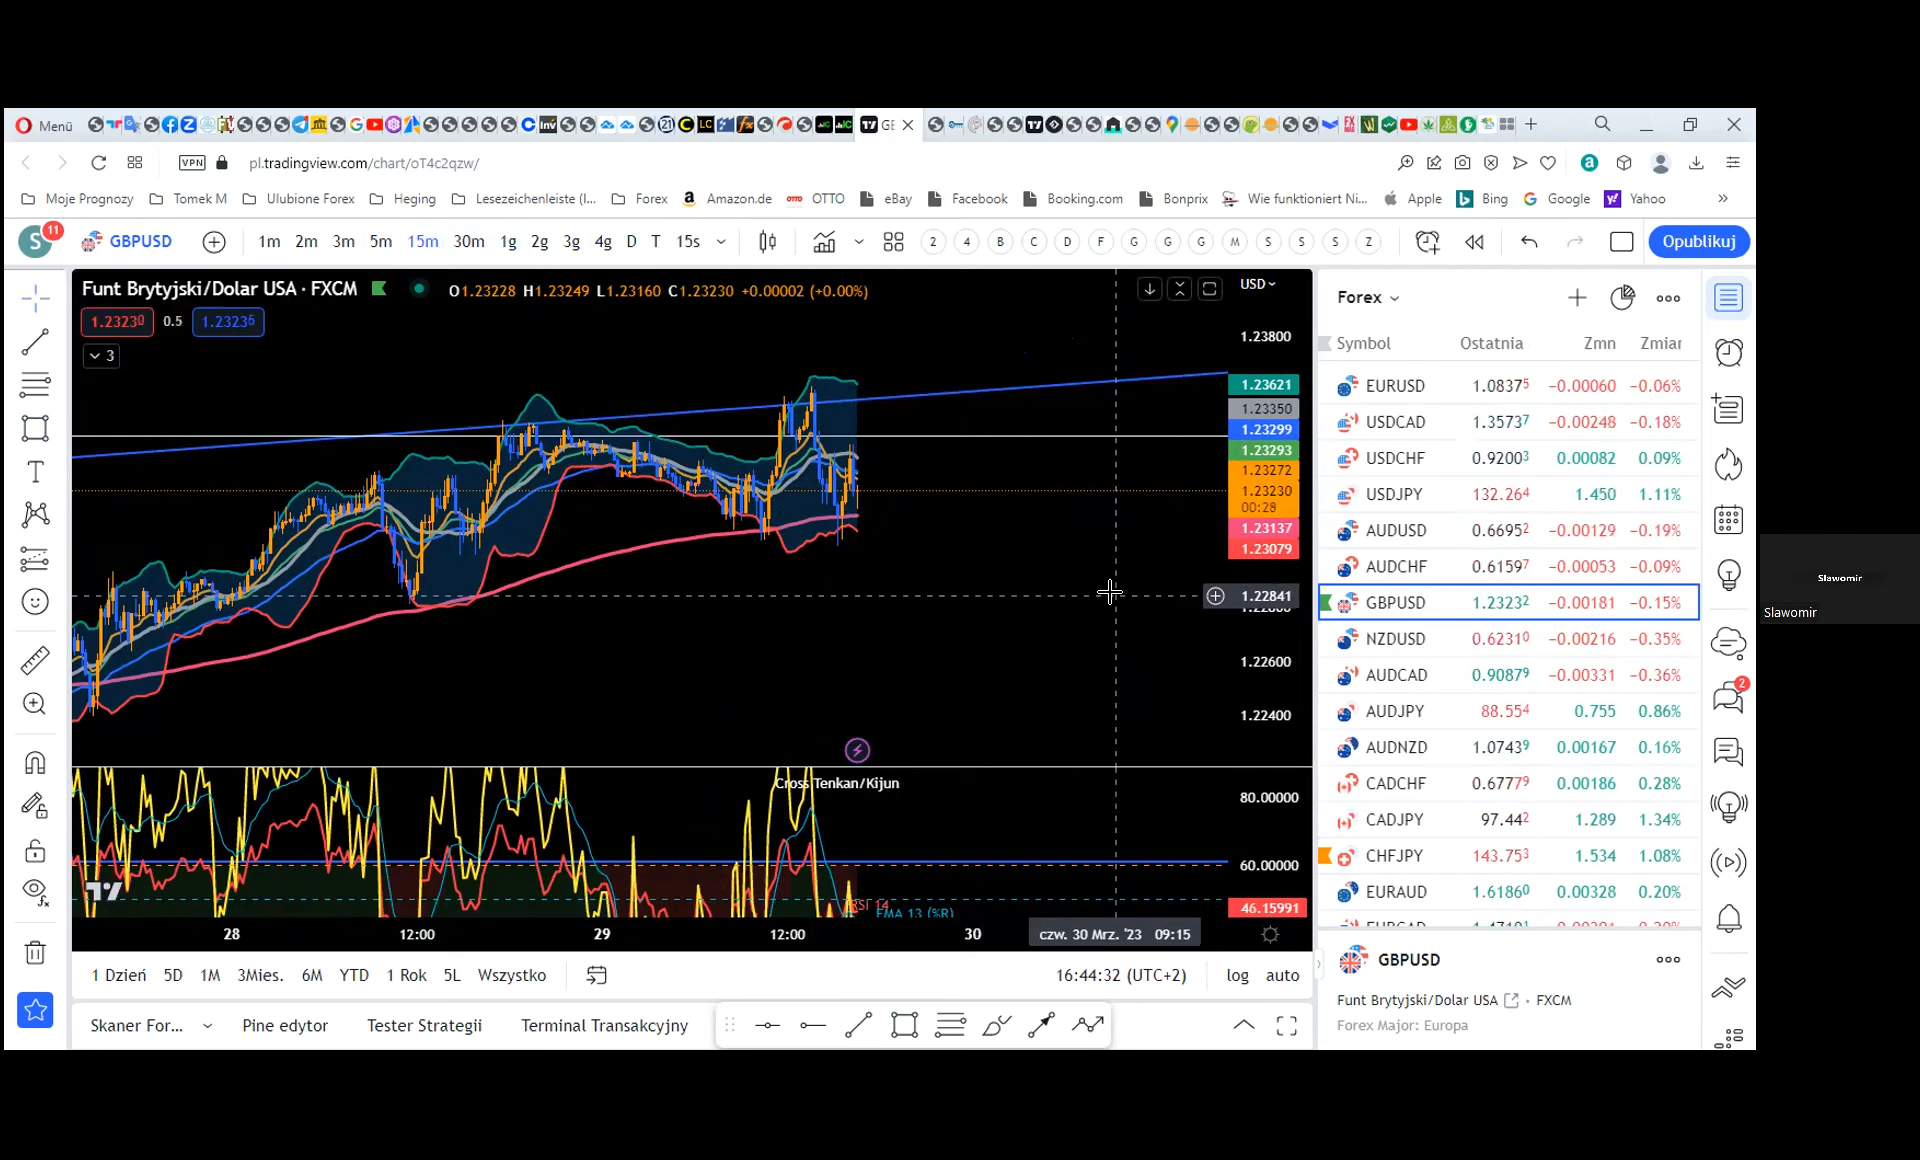 Menü
GE
VPN pl.tradingview.com/chart/oT4c2qzw/
Moje Prognozy Tomek M Ulubione Forex Heging Lesezeichenleiste (I... Forex Amazon.de OTTO eBay Facebook Booking.com Bonprix Wie funktioniert Ni... Apple Bing Google Yahoo »
S 11 GBPUSD 1m 2m 3m 5m 15m 30m 1g 2g 3g 4g D T 15s 2 4 B C D F G G G M S S S Z Opublikuj
Funt Brytyjski/Dolar USA · FXCM O1.23228 H1.23249 L1.23160 C1.23230 +0.00002 (+0.00%) USD
1.23230 0.5 1.23235
3
1.23800
1.23621
1.23350
1.23299
1.23293
1.23272
1.23230
00:28
1.23137
1.23079
1.22841
1.22600
1.22400
Cross Tenkan/Kijun
80.00000
60.00000
RSI 14
EMA 13 (%R)
46.15991
28 12:00 29 12:00 30 czw. 30 Mrz. '23 09:15
1 Dzień 5D 1M 3Mies. 6M YTD 1 Rok 5L Wszystko 16:44:32 (UTC+2) log auto
Skaner For... Pine edytor Tester Strategii Terminal Transakcyjny
Forex
Symbol Ostatnia Zmn Zmiar
EURUSD 1.08375 −0.00060 −0.06%
USDCAD 1.35737 −0.00248 −0.18%
USDCHF 0.92003 0.00082 0.09%
USDJPY 132.264 1.450 1.11%
AUDUSD 0.66952 −0.00129 −0.19%
AUDCHF 0.61597 −0.00053 −0.09%
GBPUSD 1.23232 −0.00181 −0.15%
NZDUSD 0.62310 −0.00216 −0.35%
AUDCAD 0.90879 −0.00331 −0.36%
AUDJPY 88.554 0.755 0.86%
AUDNZD 1.07439 0.00167 0.16%
CADCHF 0.67779 0.00186 0.28%
CADJPY 97.442 1.289 1.34%
CHFJPY 143.753 1.534 1.08%
EURAUD 1.61860 0.00328 0.20%
GBPUSD
Funt Brytyjski/Dolar USA · FXCM
Forex Major: Europa
2
Slawomir
Slawomir